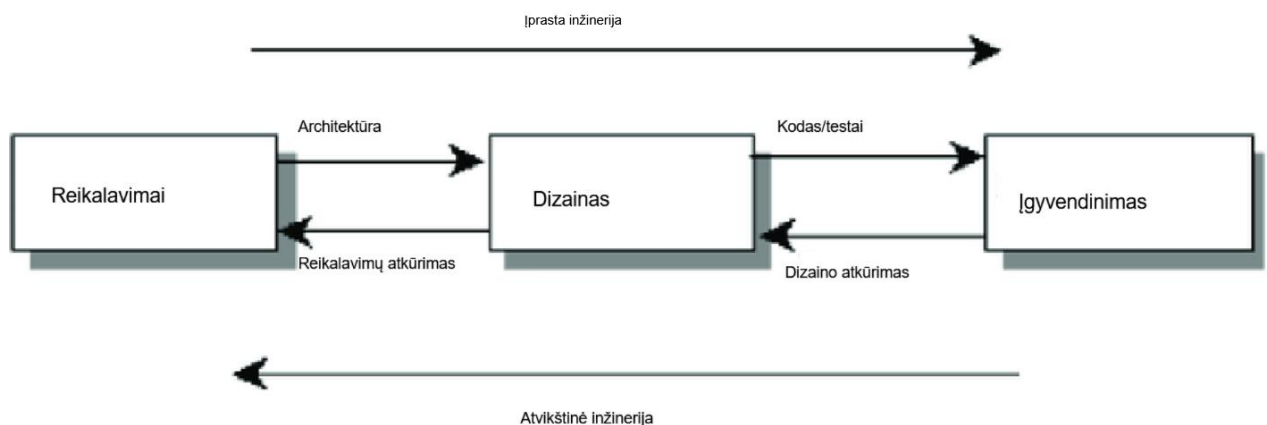 Įprasta inžinerija
Architektūra
Kodas/testai
Reikalavimai
Dizainas
Įgyvendinimas
Reikalavimų atkūrimas
Dizaino atkūrimas
Atvikštinė inžinerija